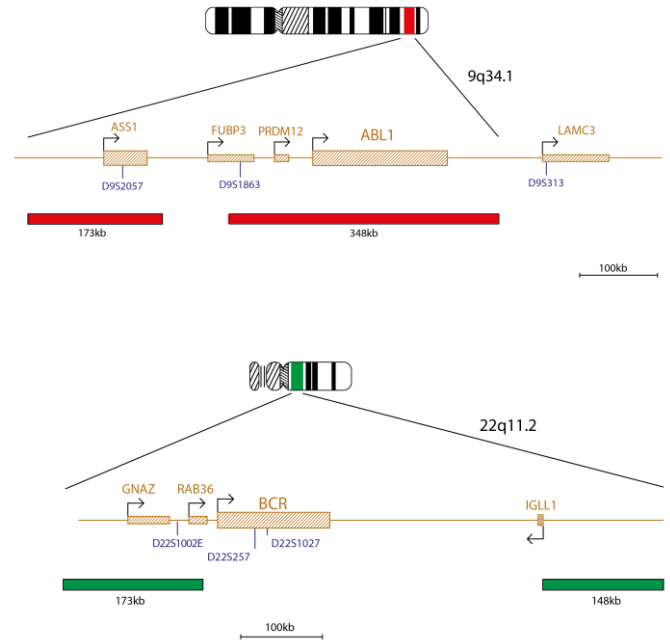 9q34.1
ASS1 FUBP3 PRDM12 ABL1 LAMC3
D9S2057 D9S1863 D9S313
173kb 348kb
100kb
22q11.2
GNAZ RAB36 BCR IGLL1
D22S1002E D22S257 D22S1027
173kb 148kb
100kb